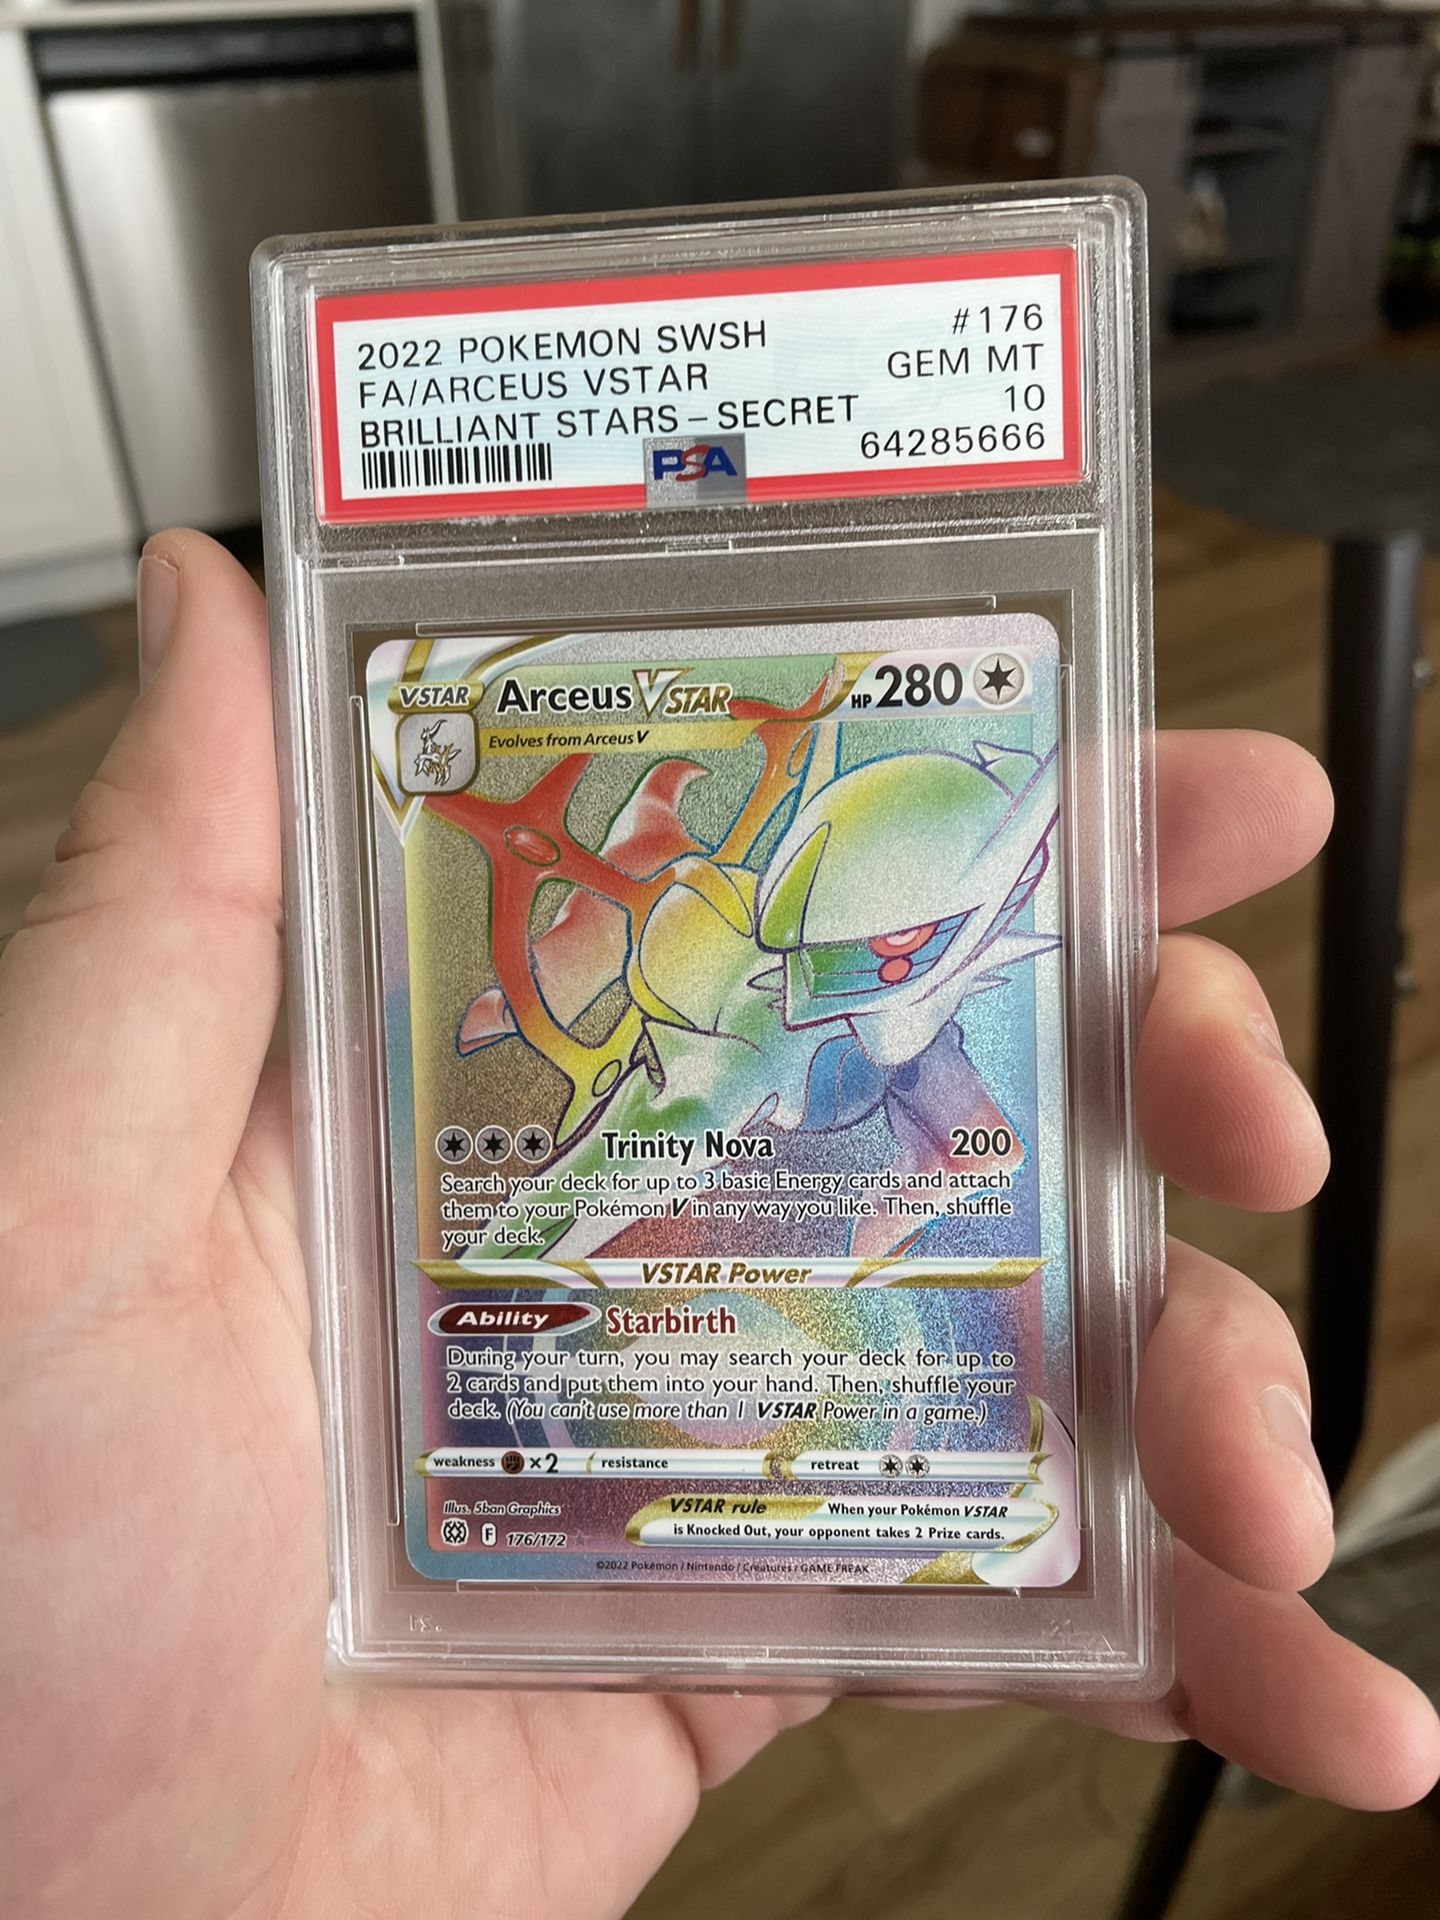 2022 POKEMON SWSH
#176
FA/ARCEUS VSTAR
GEM MT
BRILLIANT STARS - SECRET
10
64285666
PSA
VSTAR
Arceus VSTAR
HP 280
Evolves from Arceus V
Trinity Nova 200
Search your deck for up to 3 basic Energy cards and attach
them to your Pokémon V in any way you like. Then, shuffle
your deck.
VSTAR Power
Ability Starbirth
During your turn, you may search your deck for up to
2 cards and put them into your hand. Then, shuffle your
deck. (You can't use more than 1 VSTAR Power in a game.)
weakness ×2 resistance retreat
Illus. 5ban Graphics
VSTAR rule When your Pokémon VSTAR
is Knocked Out, your opponent takes 2 Prize cards.
F 176/172
©2022 Pokémon / Nintendo / Creatures / GAME FREAK